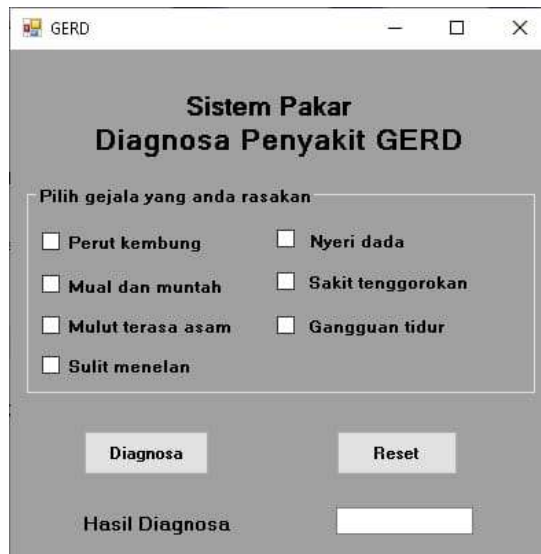 GERD
Sistem Pakar
Diagnosa Penyakit GERD
Pilih gejala yang anda rasakan
Perut kembung
Nyeri dada
Mual dan muntah
Sakit tenggorokan
Mulut terasa asam
Gangguan tidur
Sulit menelan
Diagnosa
Reset
Hasil Diagnosa